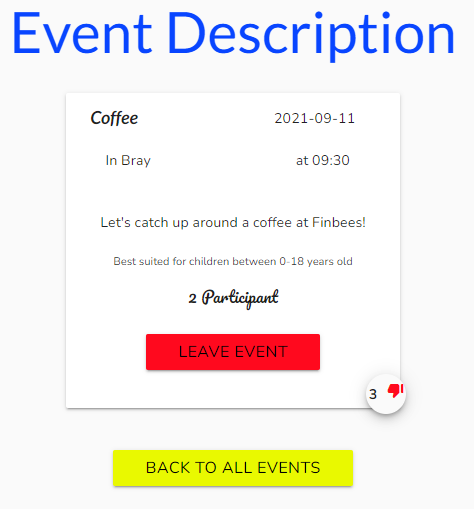 Event Description
Coffee 2021-09-11
In Bray at 09:30
Let's catch up around a coffee at Finbees!
Best suited for children between 0-18 years old
2 Participant
LEAVE EVENT
3
BACK TO ALL EVENTS